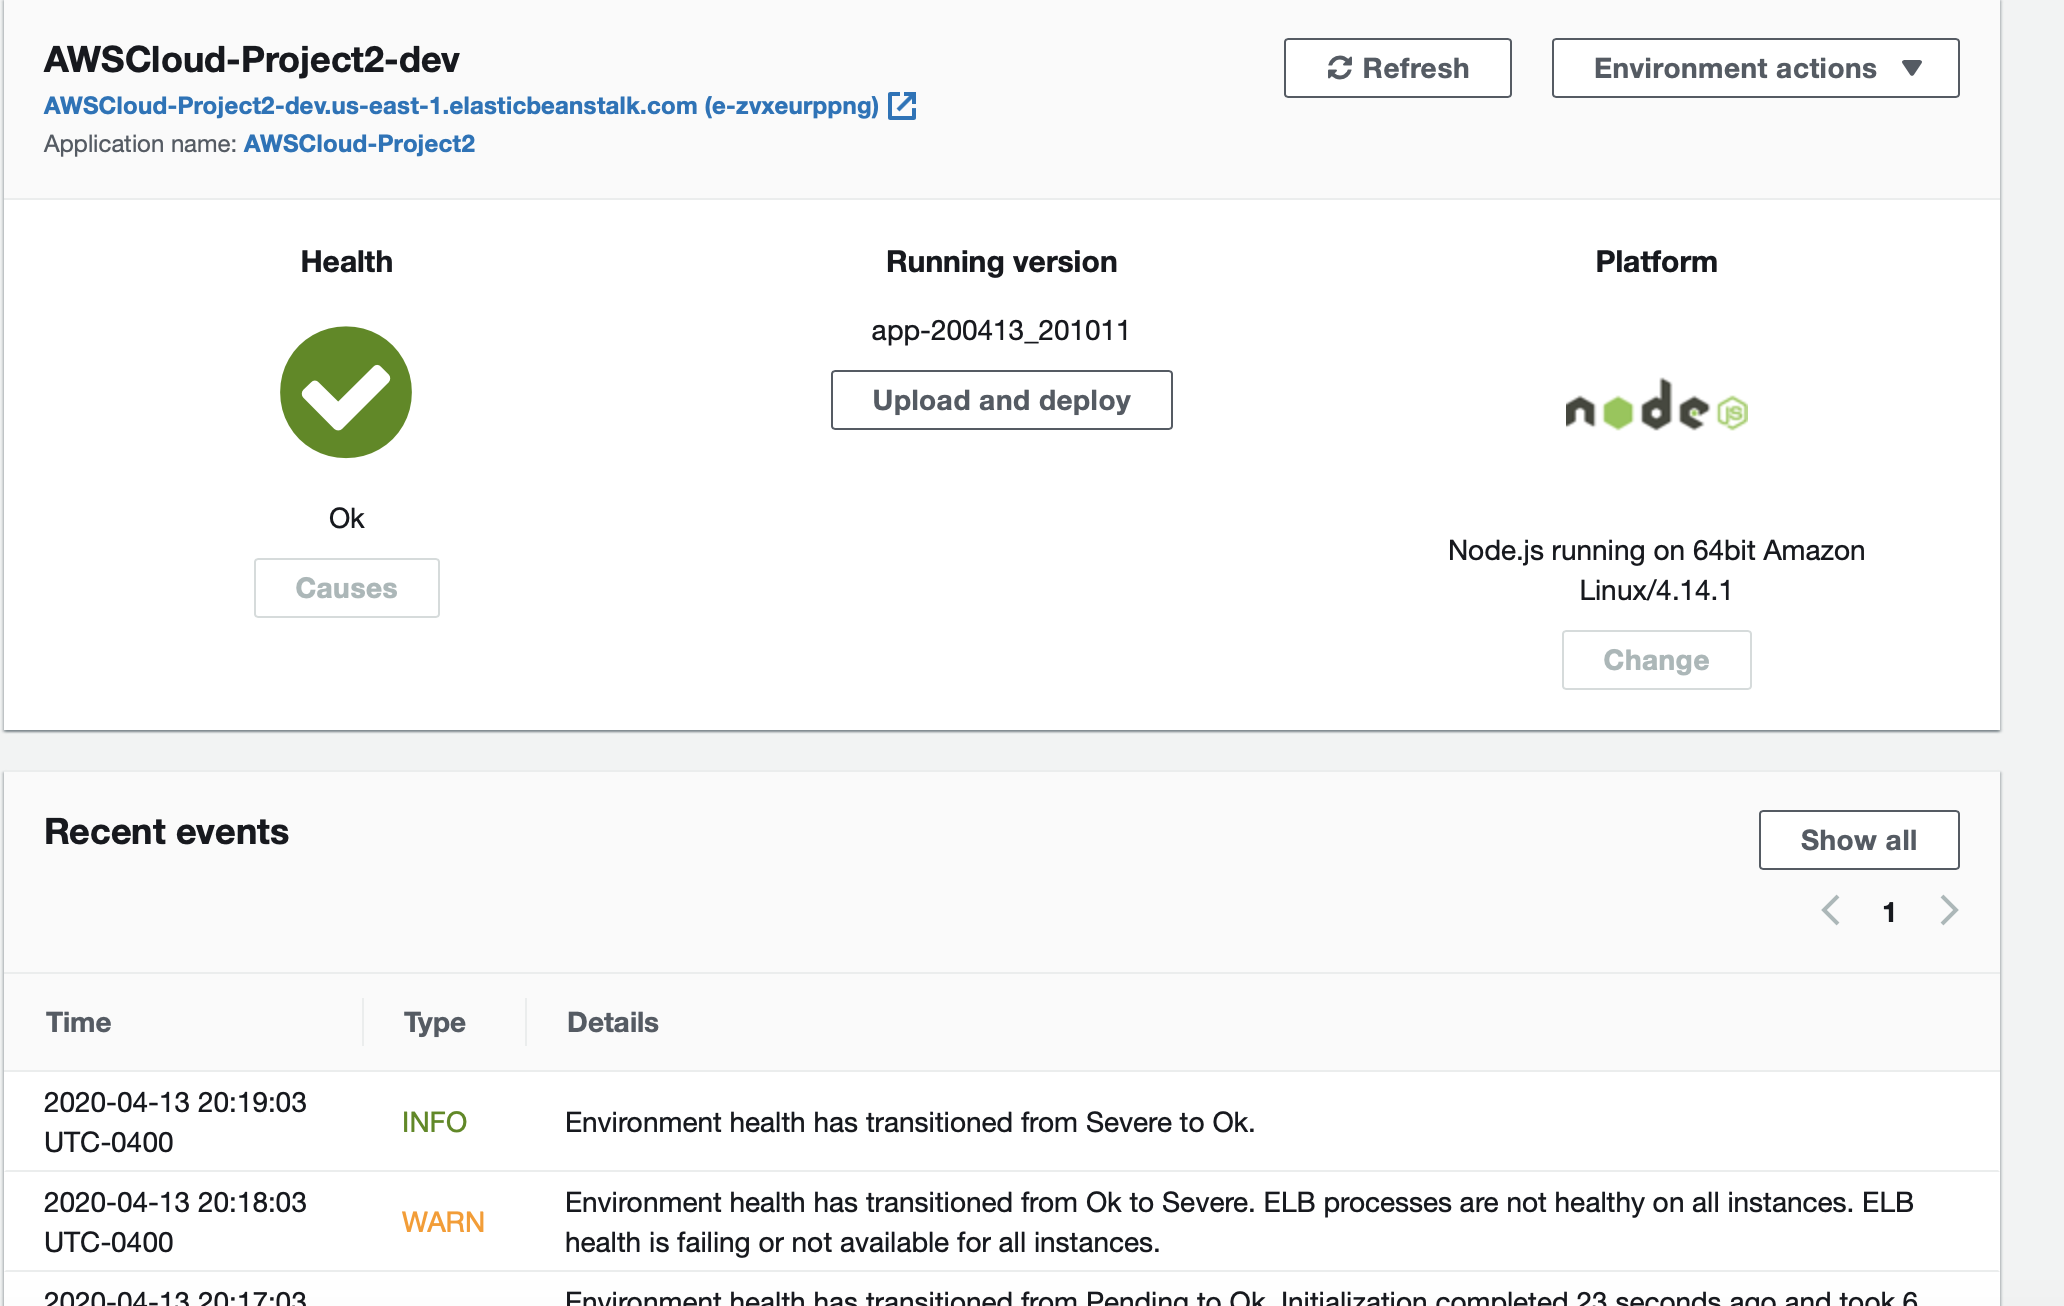 AWSCloud-Project2-dev
Refresh
Environment actions
AWSCloud-Project2-dev.us-east-1.elasticbeanstalk.com (e-zvxeurppng)
Application name: AWSCloud-Project2
Health
Running version
Platform
app-200413_201011
Upload and deploy
node JS
Ok
Causes
Node.js running on 64bit Amazon
Linux/4.14.1
Change
Recent events
Show all
1
Time
Type
Details
2020-04-13 20:19:03
UTC-0400
INFO
Environment health has transitioned from Severe to Ok.
2020-04-13 20:18:03
UTC-0400
WARN
Environment health has transitioned from Ok to Severe. ELB processes are not healthy on all instances. ELB
health is failing or not available for all instances.
2020-04-13 20:17:03
Environment health has transitioned from Pending to Ok. Initialization completed 23 seconds ago and took 6